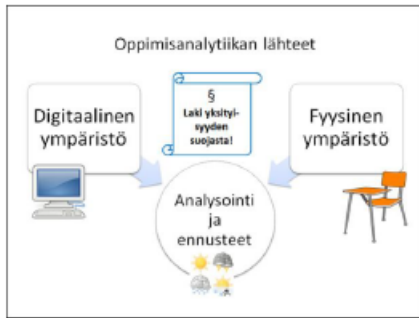 Oppimisanalytiikan lähteet
Digitaalinen
ympäristö
§
Laki yksityi-
syyden
suojasta!
Fyysinen
ympäristö
Analysointi
ja
ennusteet